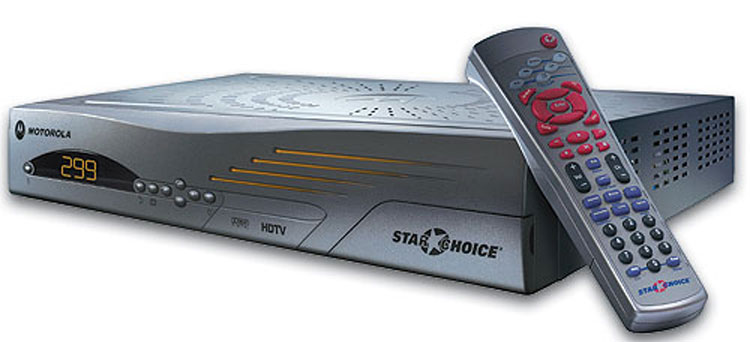 MOTOROLA
299
HDTV
STAR CHOICE
STAR CHOICE